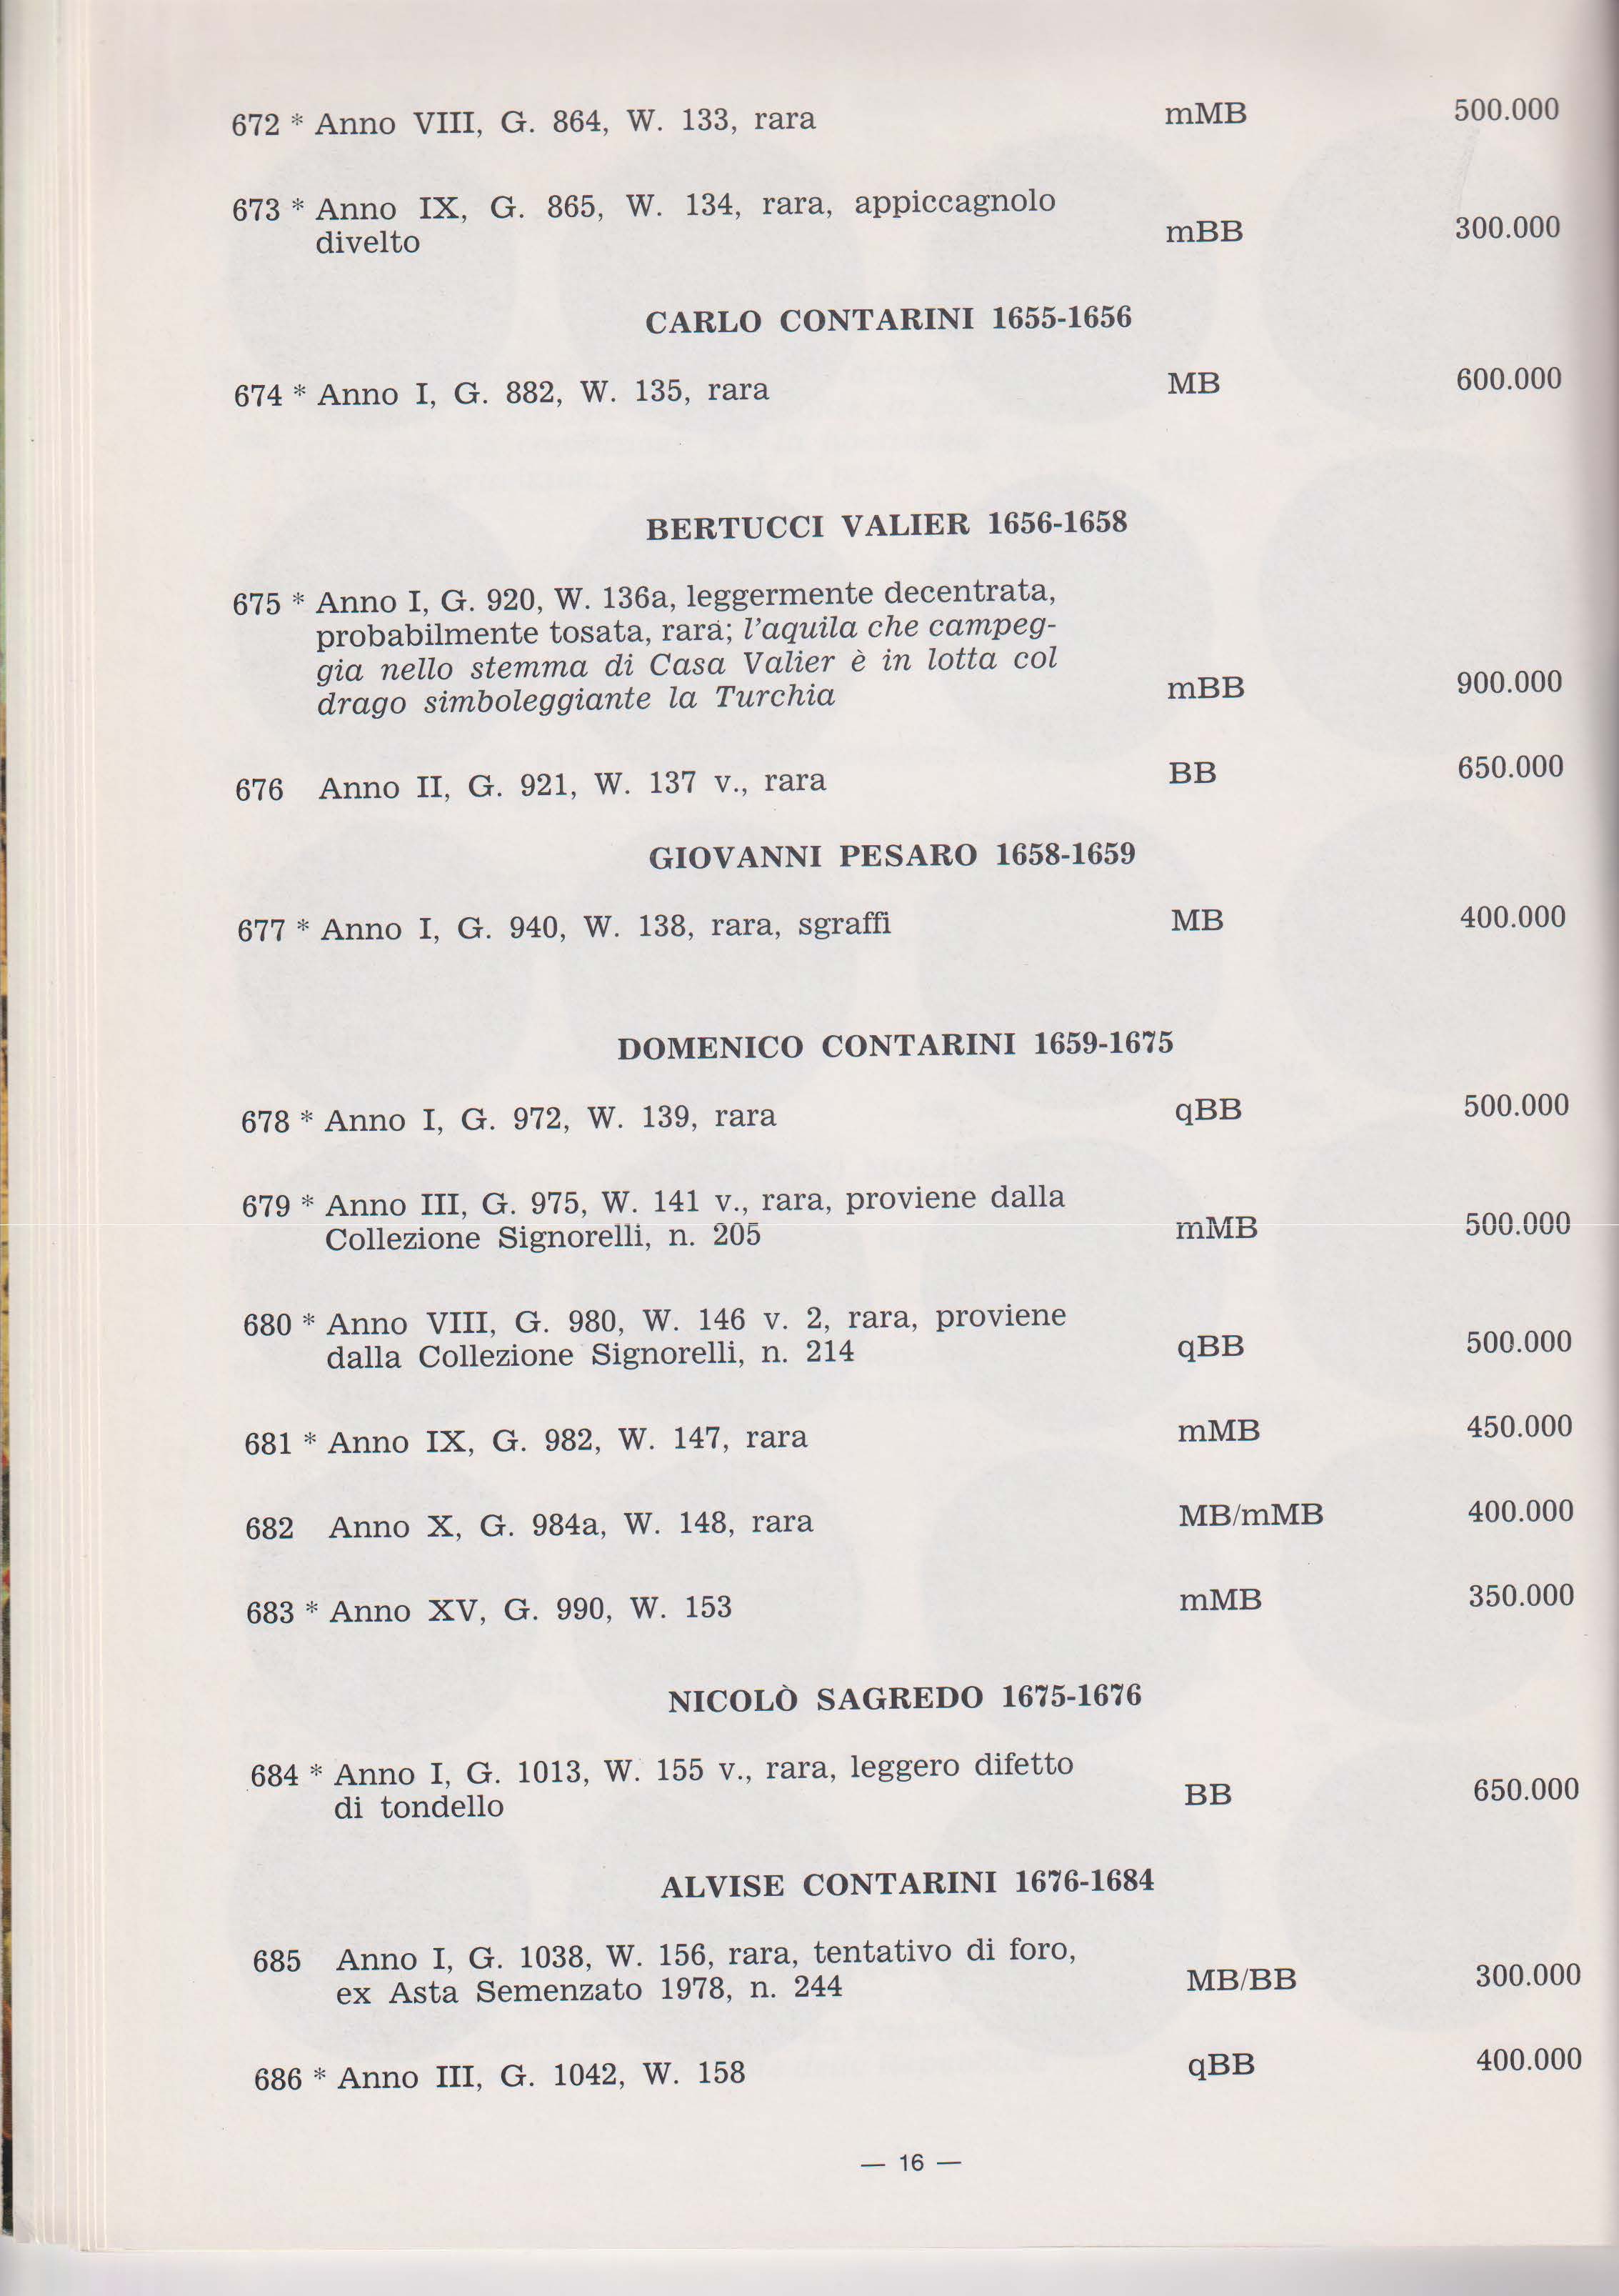 672 * Anno VIII, G. 864, W. 133, rara mMB 500.000
673 * Anno IX, G. 865, W. 134, rara, appiccagnolo
divelto mBB 300.000
CARLO CONTARINI 1655-1656
674 * Anno I, G. 882, W. 135, rara MB 600.000
BERTUCCI VALIER 1656-1658
675 * Anno I, G. 920, W. 136a, leggermente decentrata,
probabilmente tosata, rara; l'aquila che campeg-
gia nello stemma di Casa Valier è in lotta col
drago simboleggiante la Turchia mBB 900.000
676 Anno II, G. 921, W. 137 v., rara BB 650.000
GIOVANNI PESARO 1658-1659
677 * Anno I, G. 940, W. 138, rara, sgraffi MB 400.000
DOMENICO CONTARINI 1659-1675
678 * Anno I, G. 972, W. 139, rara qBB 500.000
679 * Anno III, G. 975, W. 141 v., rara, proviene dalla
Collezione Signorelli, n. 205 mMB 500.000
680 * Anno VIII, G. 980, W. 146 v. 2, rara, proviene
dalla Collezione Signorelli, n. 214 qBB 500.000
681 * Anno IX, G. 982, W. 147, rara mMB 450.000
682 Anno X, G. 984a, W. 148, rara MB/mMB 400.000
683 * Anno XV, G. 990, W. 153 mMB 350.000
NICOLÒ SAGREDO 1675-1676
684 * Anno I, G. 1013, W. 155 v., rara, leggero difetto
di tondello BB 650.000
ALVISE CONTARINI 1676-1684
685 Anno I, G. 1038, W. 156, rara, tentativo di foro,
ex Asta Semenzato 1978, n. 244 MB/BB 300.000
686 * Anno III, G. 1042, W. 158 qBB 400.000
— 16 —